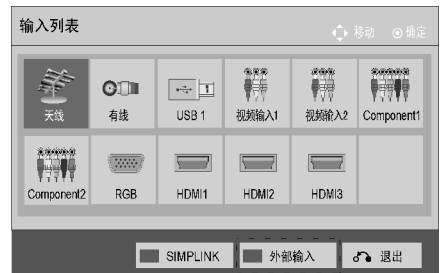 输入列表
移动 确定
天线 有线 USB 1 视频输入1 视频输入2 Component1
Component2 RGB HDMI1 HDMI2 HDMI3
SIMPLINK 外部输入 退出